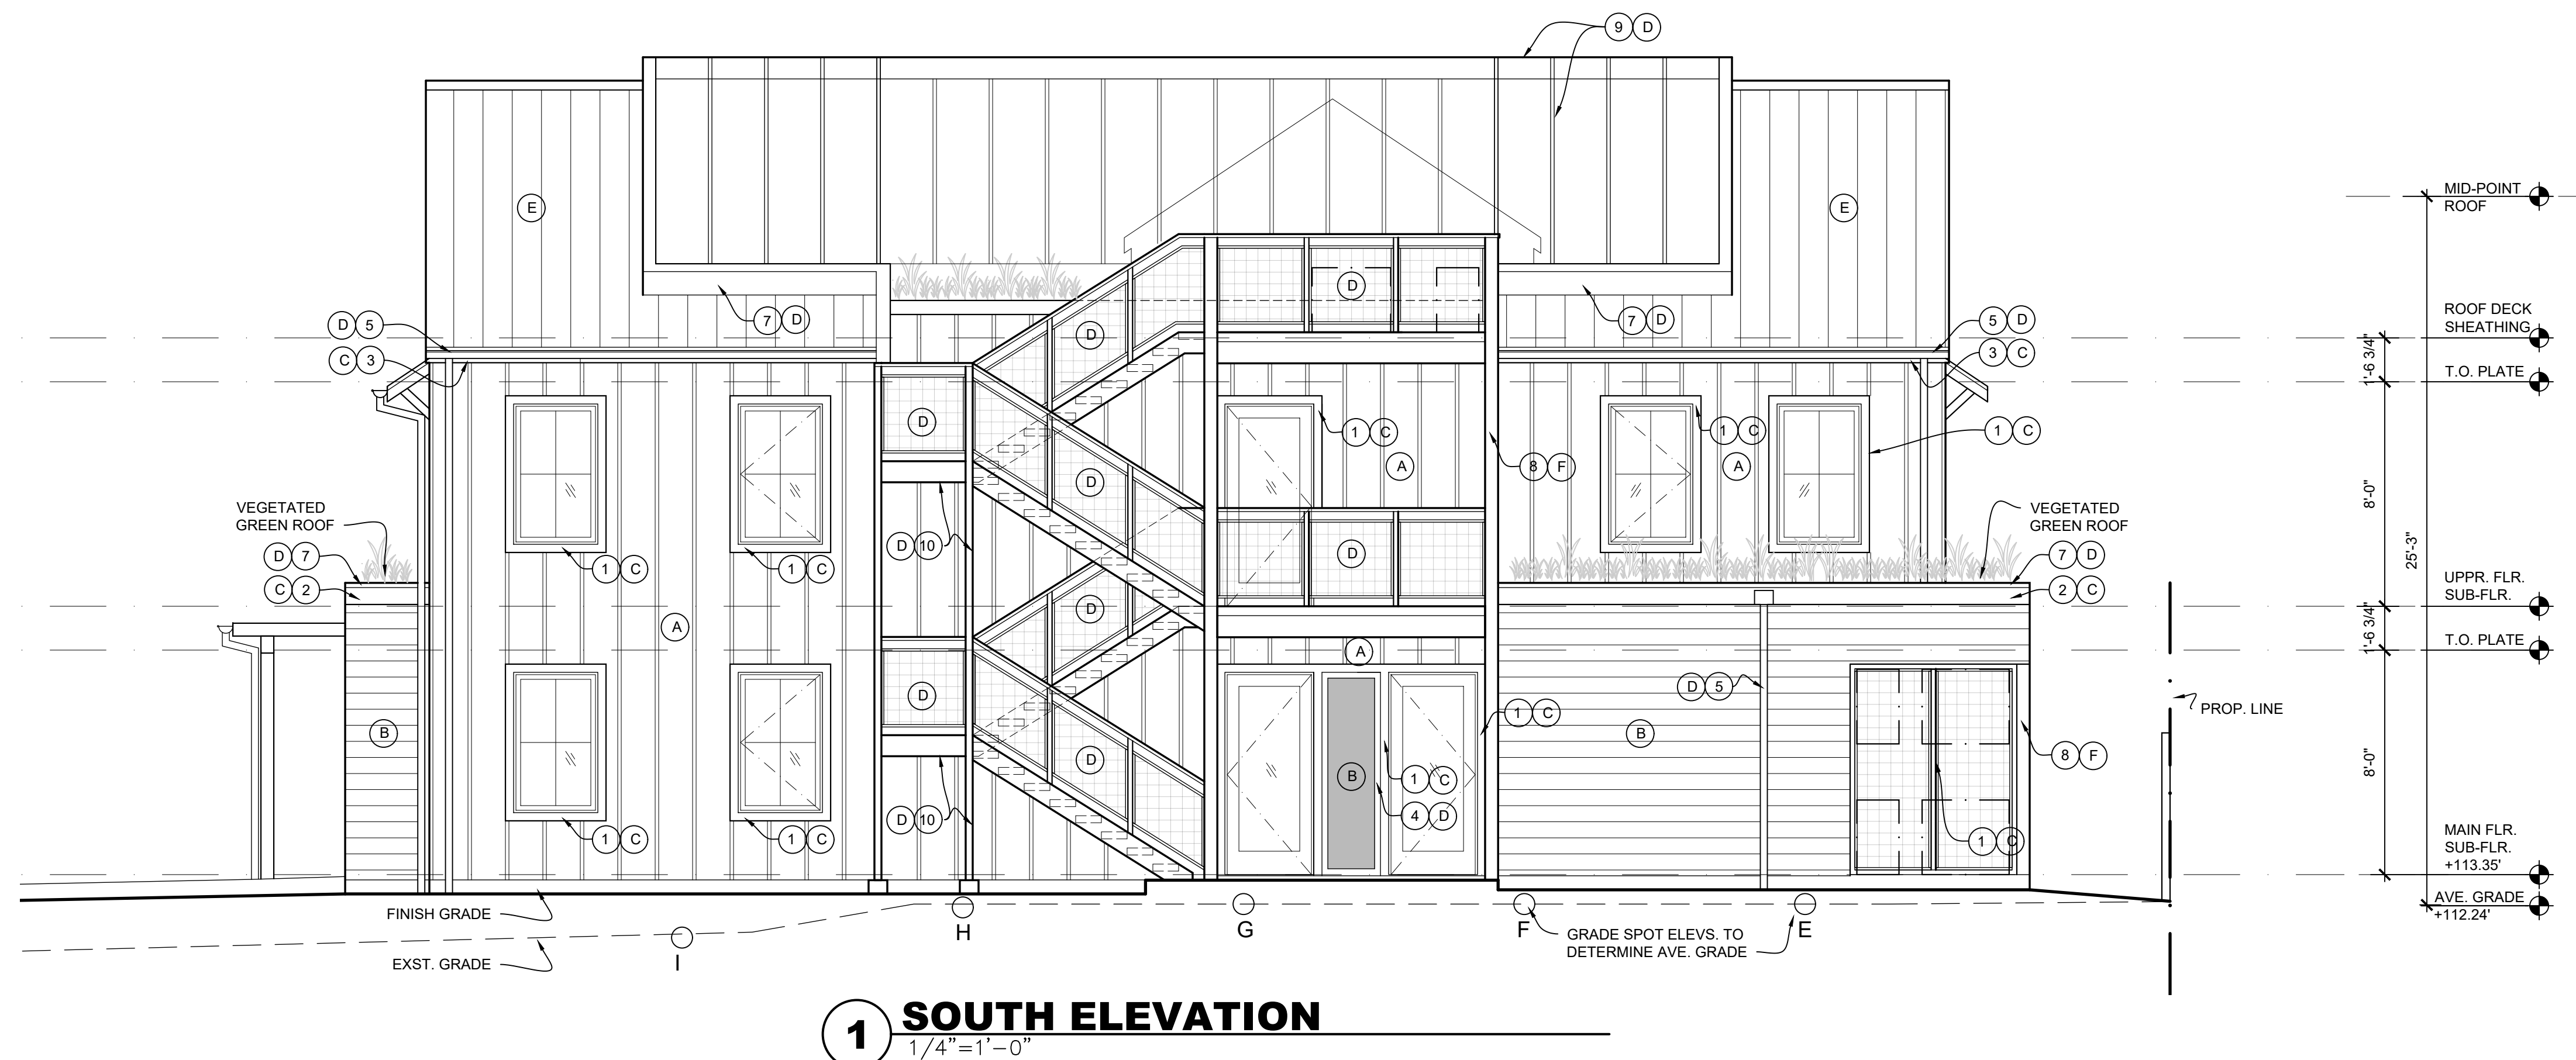 9 D
E
E
MID-POINT
ROOF
7 D
D
7 D
D
D 5
5 D
ROOF DECK
SHEATHING
C 3
3 C
1'-6 3/4"
T.O. PLATE
D
1 C
A
8 F
1 C
A
1 C
D
8'-0"
25'-3"
VEGETATED
GREEN ROOF
VEGETATED
GREEN ROOF
D 10
D
D 7
C 2
1 C
1 C
7 D
2 C
UPPR. FLR.
SUB-FLR.
A
D
A
1'-6 3/4"
T.O. PLATE
D
D 5
PROP. LINE
B
1 C
B
D
B
1 C
8 F
8'-0"
D 10
4 D
1 C
1 C
1 C
MAIN FLR.
SUB-FLR.
+113.35'
AVE. GRADE
+112.24'
FINISH GRADE
H
G
F
E
GRADE SPOT ELEVS. TO
DETERMINE AVE. GRADE
EXST. GRADE
I
1 SOUTH ELEVATION
1/4"=1'-0"